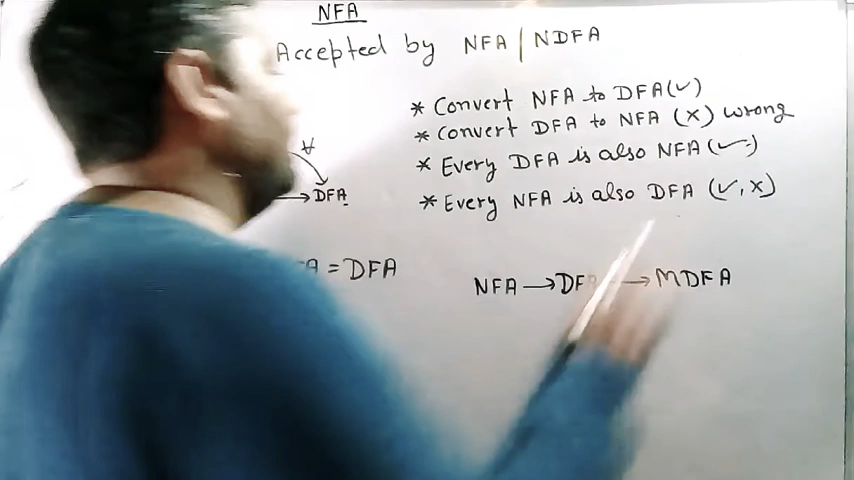 NFA
Accepted by NFA | NDFA
* Convert NFA to DFA (✓)
* Convert DFA to NFA (X) wrong
* Every DFA is also NFA (✓)
* Every NFA is also DFA (✓, X)
∀
→ DFA
= DFA
NFA → DFA → MDFA